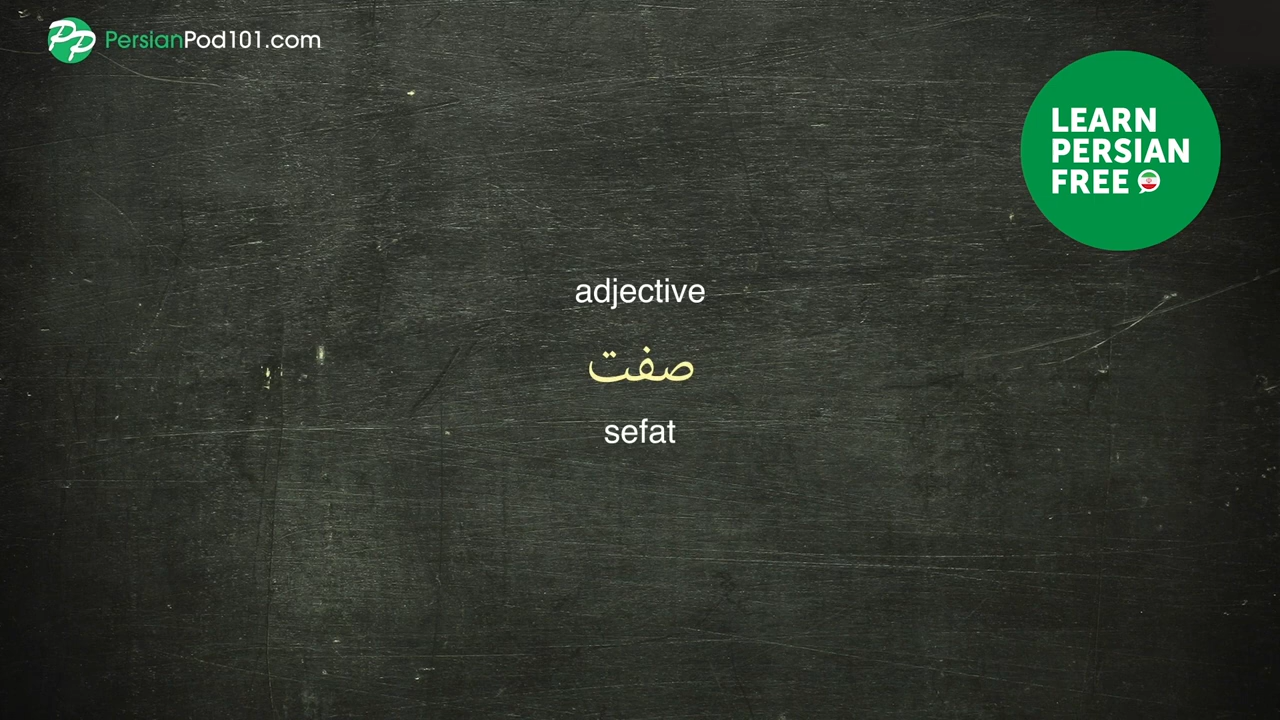 PersianPod101.com
LEARN
PERSIAN
FREE
adjective
صفت
sefat